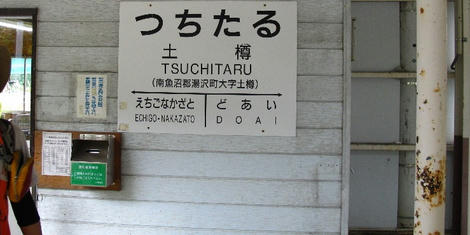 つちたる
土樽
TSUCHITARU
(南魚沼郡湯沢町大字土樽)
えちごなかざと
どあい
ECHIGO-NAKAZATO
DOAI